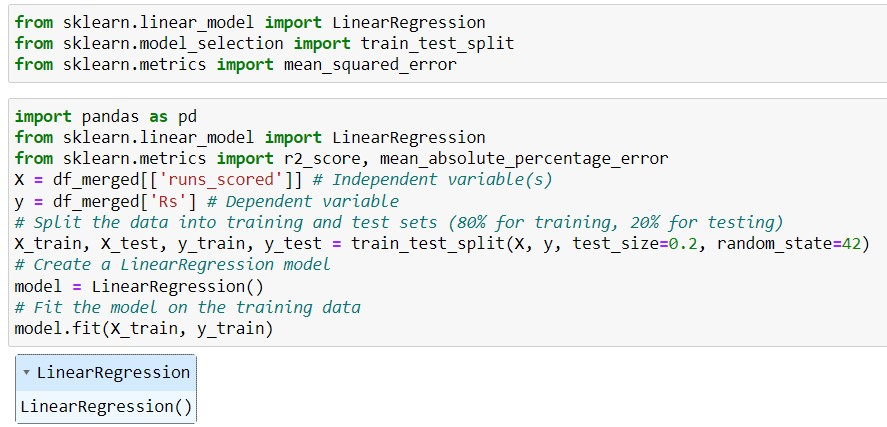 from sklearn.linear_model import LinearRegression
from sklearn.model_selection import train_test_split
from sklearn.metrics import mean_squared_error
import pandas as pd
from sklearn.linear_model import LinearRegression
from sklearn.metrics import r2_score, mean_absolute_percentage_error
X = df_merged[['runs_scored']] # Independent variable(s)
y = df_merged['Rs'] # Dependent variable
# Split the data into training and test sets (80% for training, 20% for testing)
X_train, X_test, y_train, y_test = train_test_split(X, y, test_size=0.2, random_state=42)
# Create a LinearRegression model
model = LinearRegression()
# Fit the model on the training data
model.fit(X_train, y_train)
▾ LinearRegression
LinearRegression()